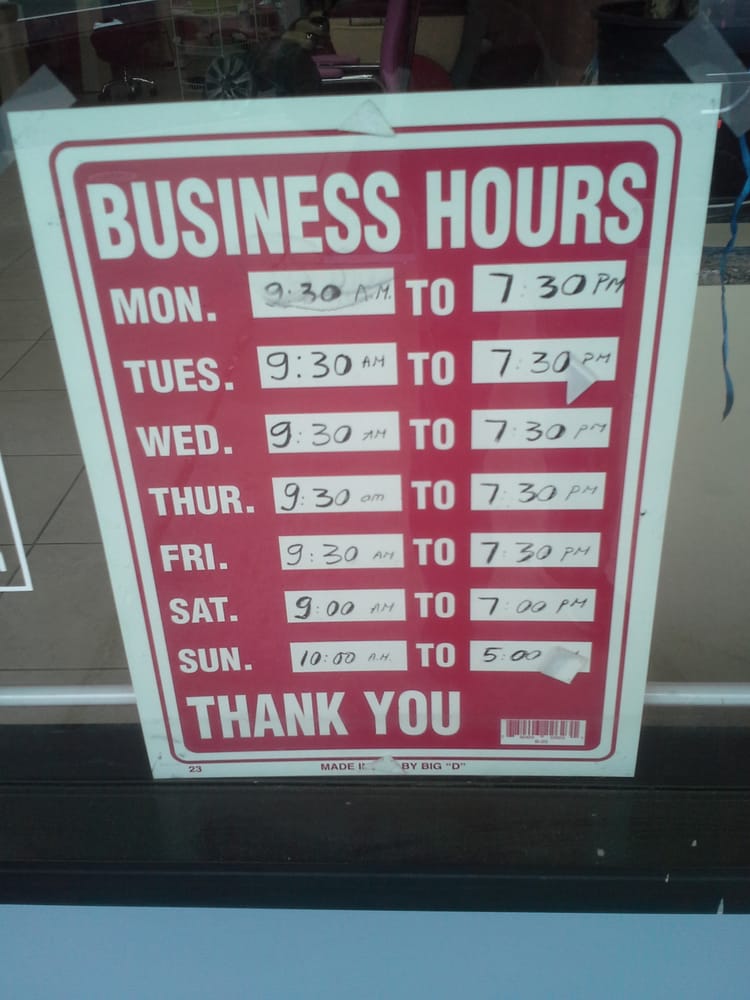 BUSINESS HOURS
MON. 9:30 A.M. TO 7:30 PM
TUES. 9:30 AM TO 7:30 PM
WED. 9:30 AM TO 7:30 PM
THUR. 9:30 am TO 7:30 PM
FRI. 9:30 AM TO 7:30 PM
SAT. 9:00 AM TO 7:00 PM
SUN. 10:00 A.M. TO 5:00
THANK YOU
23 MADE BY BIG "D"